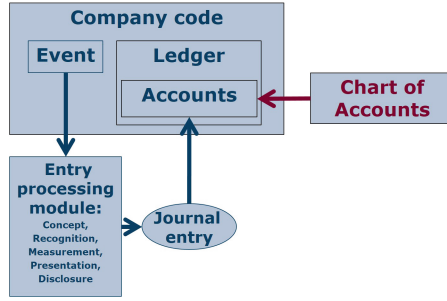 Company code
Event
Ledger
Accounts
Chart of
Accounts
Entry
processing
module:
Concept,
Recognition,
Measurement,
Presentation,
Disclosure
Journal
entry